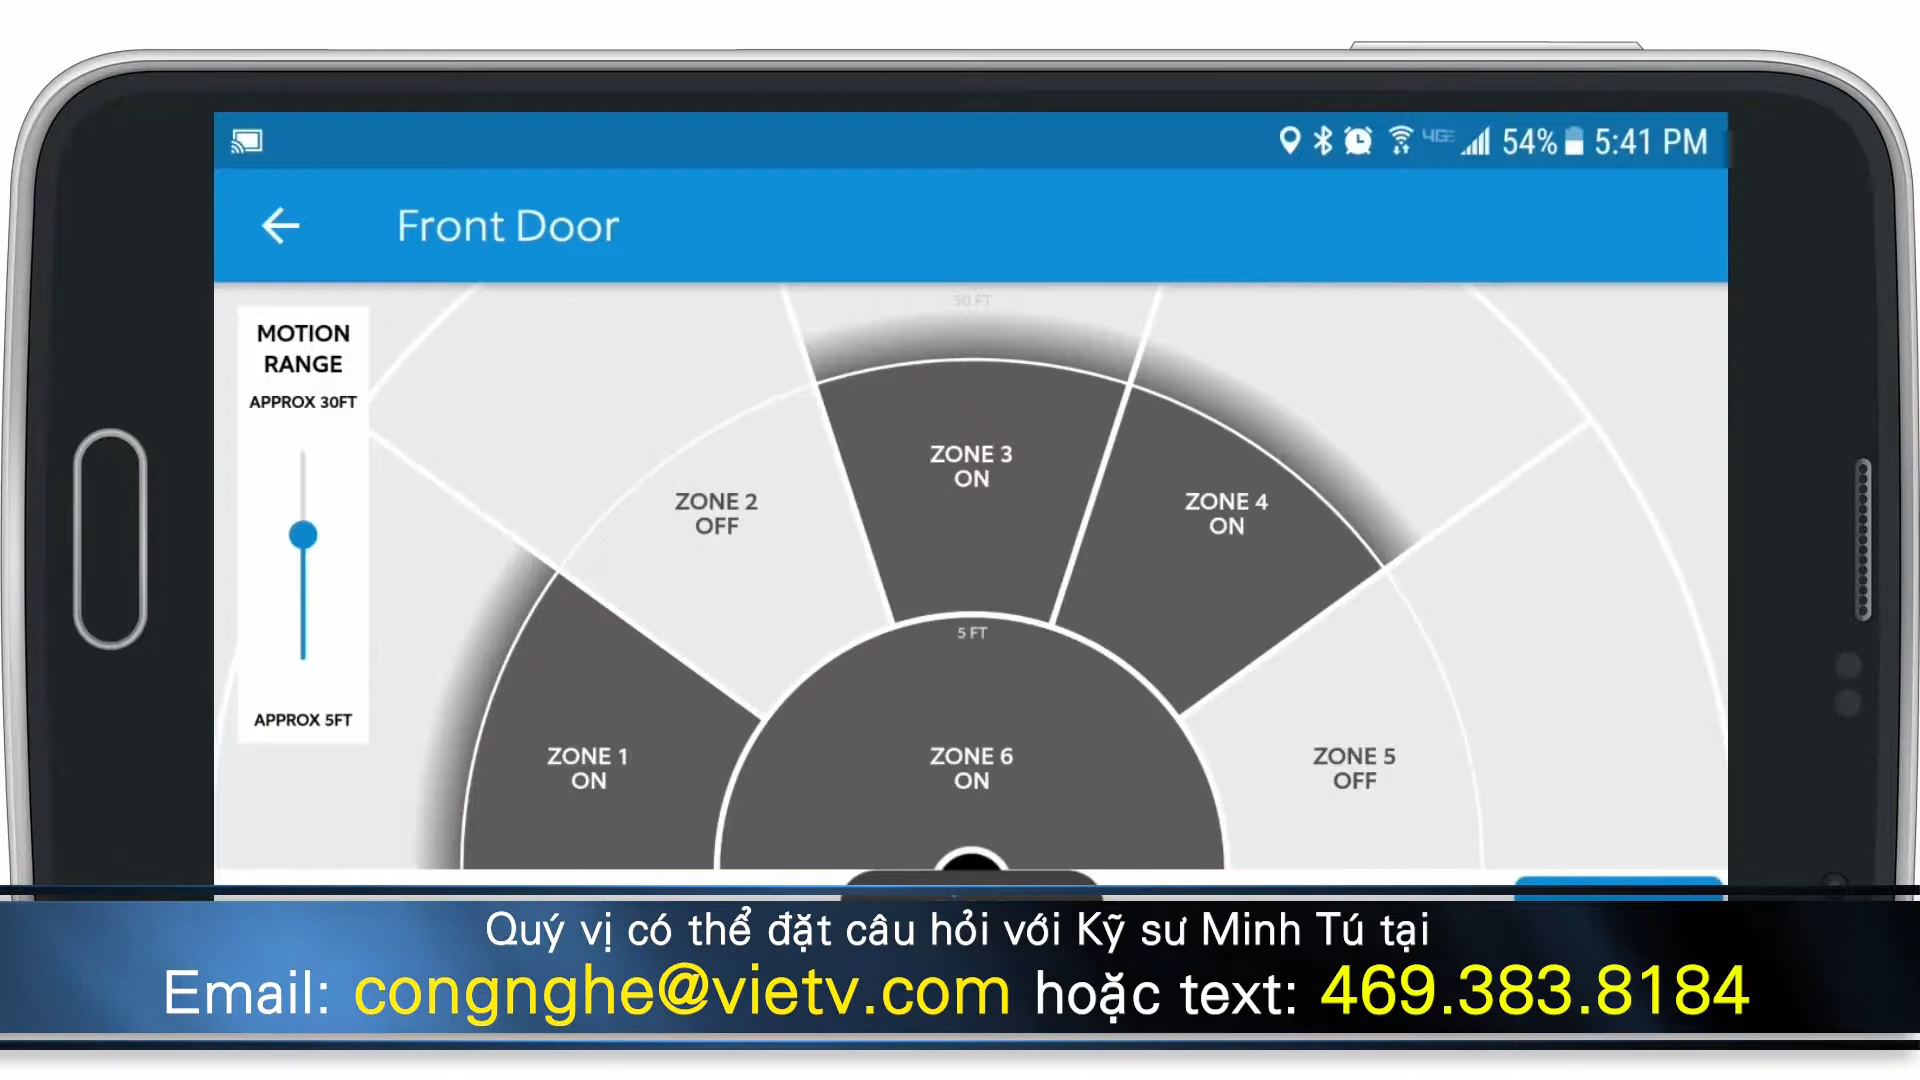 54% 5:41 PM
Front Door
MOTION
RANGE
APPROX 30FT
APPROX 5FT
30 FT
ZONE 3
ON
ZONE 2
OFF
ZONE 4
ON
5 FT
ZONE 1
ON
ZONE 6
ON
ZONE 5
OFF
Quý vị có thể đặt câu hỏi với Kỹ sư Minh Tú tại
Email: congnghe@vietv.com hoặc text: 469.383.8184